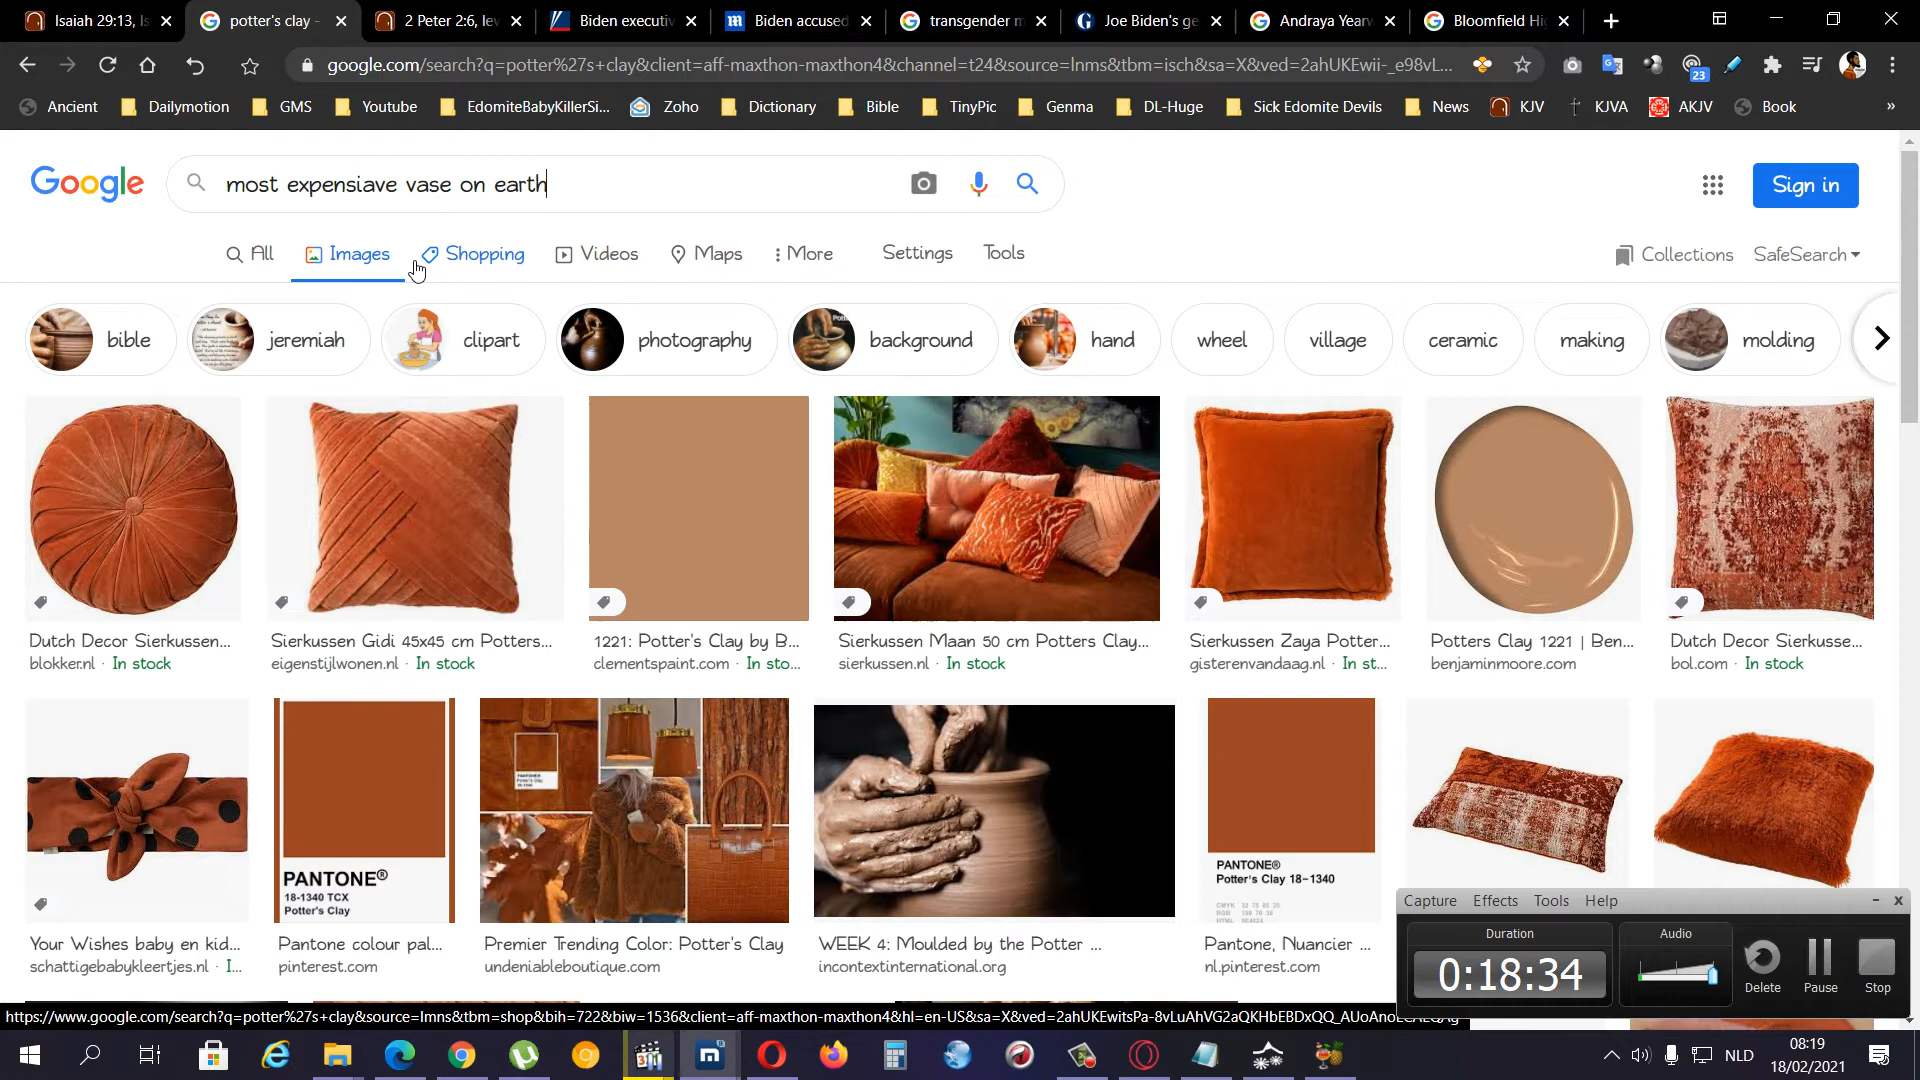 Isaiah 29:13, Is
potter's clay -
2 Peter 2:6, lev
Biden executiv
Biden accused
transgender m
Joe Biden's ge
Andraya Yearw
Bloomfield Hi
google.com/search?q=potter%27s+clay&client=aff-maxthon-maxthon4&channel=t24&source=lnms&tbm=isch&sa=X&ved=2ahUKEwii-_e98vL...
23
Ancient
Dailymotion
GMS
Youtube
EdomiteBabyKillerSi...
Zoho
Dictionary
Bible
TinyPic
Genma
DL-Huge
Sick Edomite Devils
News
KJV
KJVA
AKJV
Book
»
Google
most expensiave vase on earth
Sign in
All
Images
Shopping
Videos
Maps
More
Settings
Tools
Collections
SafeSearch
bible
jeremiah
clipart
photography
background
hand
wheel
village
ceramic
making
molding
Dutch Decor Sierkussen...
blokker.nl · In stock
Sierkussen Gidi 45x45 cm Potters...
eigenstijlwonen.nl · In stock
1221: Potter's Clay by B...
clementspaint.com · In sto...
Sierkussen Maan 50 cm Potters Clay...
sierkussen.nl · In stock
Sierkussen Zaya Potter...
gisterenvandaag.nl · In st...
Potters Clay 1221 | Ben...
benjaminmoore.com
Dutch Decor Sierkusse...
bol.com · In stock
PANTONE®
18-1340 TCX
Potter's Clay
PANTONE®
Potter's Clay 18-1340
Your Wishes baby en kid...
schattigebabykleertjes.nl · I...
Pantone colour pal...
pinterest.com
Premier Trending Color: Potter's Clay
undeniableboutique.com
WEEK 4: Moulded by the Potter ...
incontextinternational.org
Pantone, Nuancier ...
nl.pinterest.com
Capture Effects Tools Help
Duration
0:18:34
Audio
Delete
Pause
Stop
NLD
08:19
18/02/2021